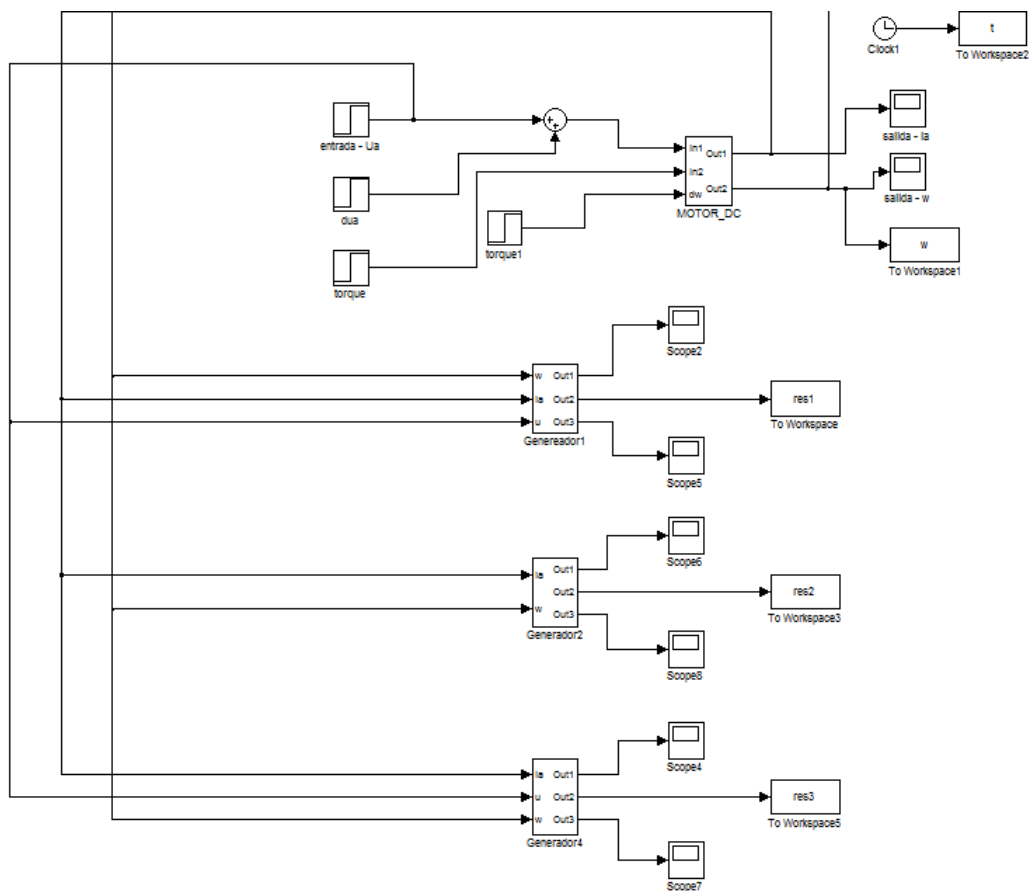 t
Clock1
To Workspace2
entrada - Ua
+
+
salida - Ia
In1
Out1
In2
Out2
dw
MOTOR_DC
salida - w
dua
torque1
w
To Workspace1
torque
Scope2
w Out1
Ia Out2
u Out3
Genereador1
res1
To Workspace
Scope5
Scope6
Ia Out1
Out2
w Out3
Generador2
res2
To Workspace3
Scope8
Scope4
Ia Out1
u Out2
w Out3
Generador4
res3
To Workspace5
Scope7